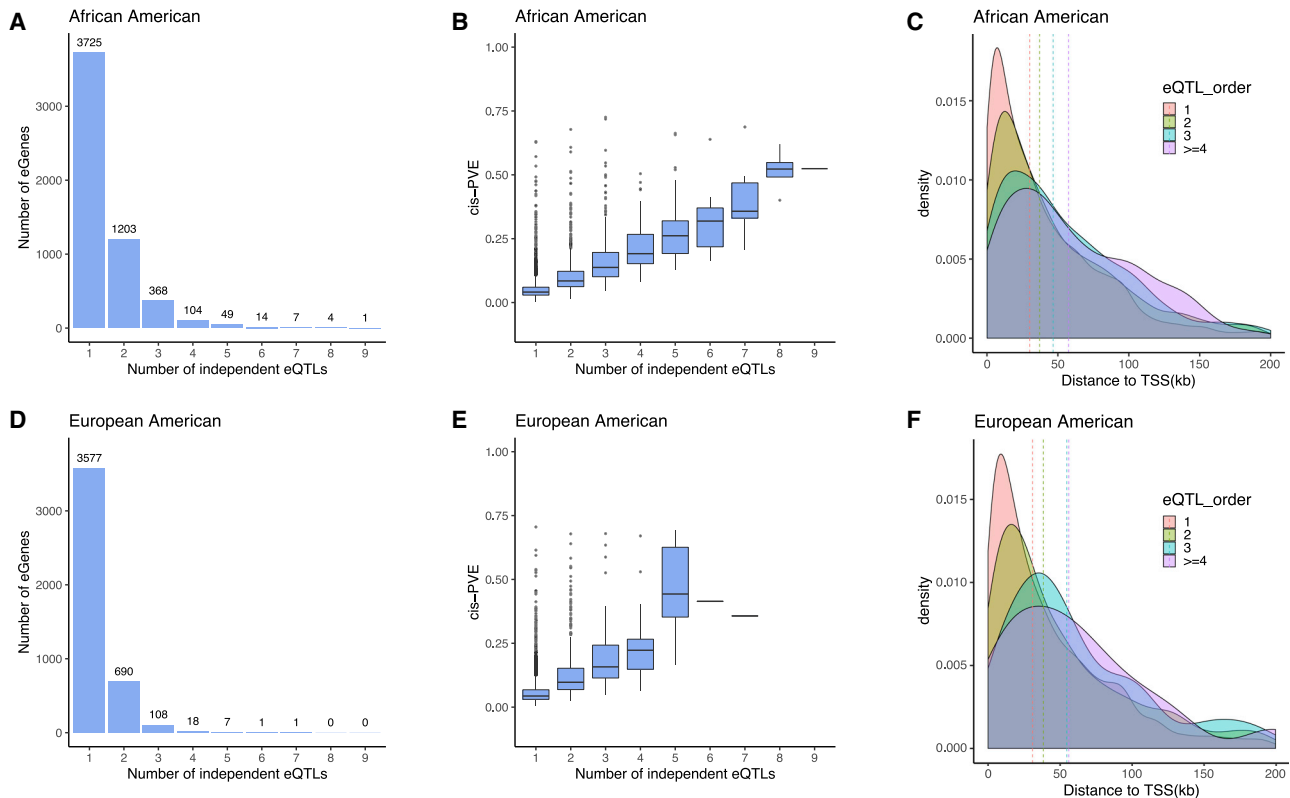 A
African American
3725
1203
368
104
49
14
7
4
1
3000
2000
1000
0
Number of eGenes
1 2 3 4 5 6 7 8 9
Number of independent eQTLs
B
African American
1.00
0.75
0.50
0.25
0.00
cis−PVE
1 2 3 4 5 6 7 8 9
Number of independent eQTLs
C
African American
0.015
0.010
0.005
0.000
density
eQTL_order
1
2
3
>=4
0 50 100 150 200
Distance to TSS(kb)
D
European American
3577
690
108
18
7
1
1
0
0
3000
2000
1000
0
Number of eGenes
1 2 3 4 5 6 7 8 9
Number of independent eQTLs
E
European American
1.00
0.75
0.50
0.25
0.00
cis−PVE
1 2 3 4 5 6 7 8 9
Number of independent eQTLs
F
European American
0.015
0.010
0.005
0.000
density
eQTL_order
1
2
3
>=4
0 50 100 150 200
Distance to TSS(kb)